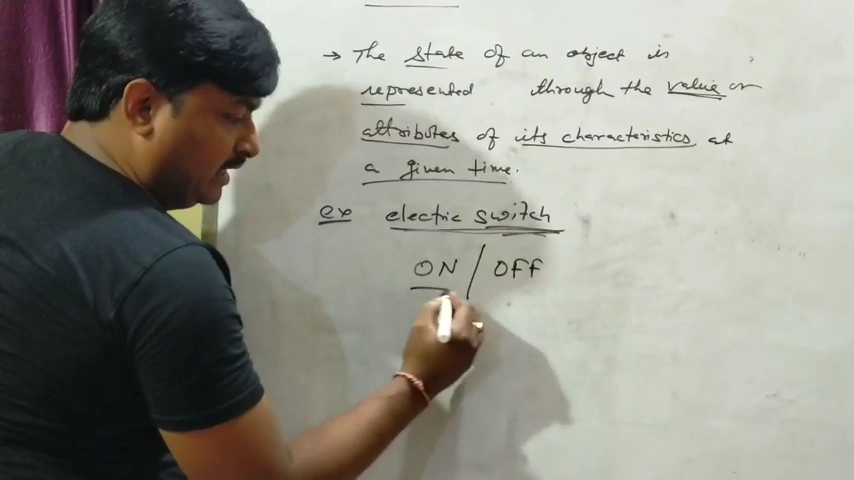 → The state of an object is
represented through the value or
attributes of its characteristics at
a given time.
ex electric switch
ON / OFF